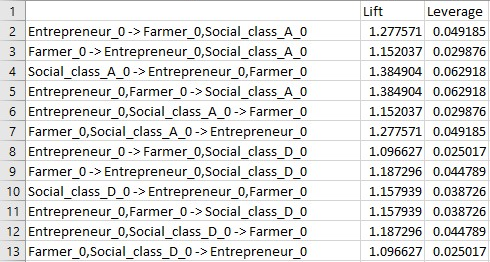 1 Lift Leverage
2 Entrepreneur_0 -> Farmer_0,Social_class_A_0 1.277571 0.049185
3 Farmer_0 -> Entrepreneur_0,Social_class_A_0 1.152037 0.029876
4 Social_class_A_0 -> Entrepreneur_0,Farmer_0 1.384904 0.062918
5 Entrepreneur_0,Farmer_0 -> Social_class_A_0 1.384904 0.062918
6 Entrepreneur_0,Social_class_A_0 -> Farmer_0 1.152037 0.029876
7 Farmer_0,Social_class_A_0 -> Entrepreneur_0 1.277571 0.049185
8 Entrepreneur_0 -> Farmer_0,Social_class_D_0 1.096627 0.025017
9 Farmer_0 -> Entrepreneur_0,Social_class_D_0 1.187296 0.044789
10 Social_class_D_0 -> Entrepreneur_0,Farmer_0 1.157939 0.038726
11 Entrepreneur_0,Farmer_0 -> Social_class_D_0 1.157939 0.038726
12 Entrepreneur_0,Social_class_D_0 -> Farmer_0 1.187296 0.044789
13 Farmer_0,Social_class_D_0 -> Entrepreneur_0 1.096627 0.025017